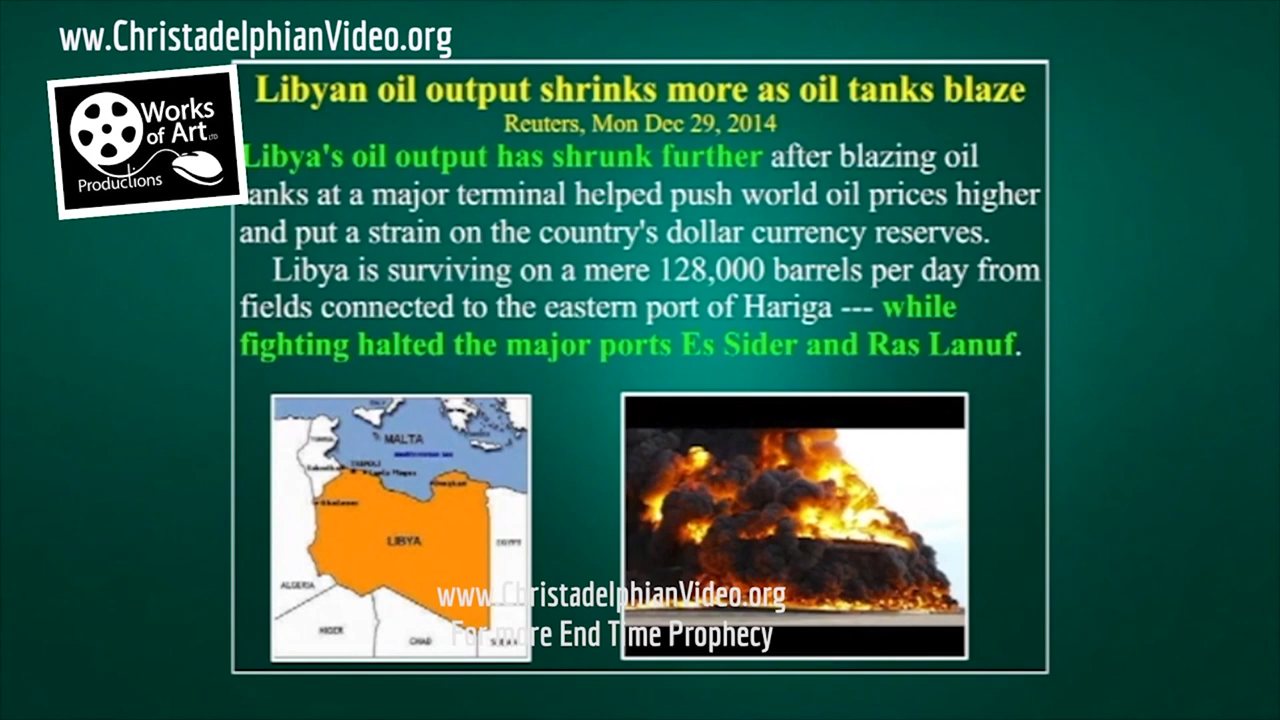 ww.ChristadelphianVideo.org
Works
of Art LTD
Productions
Libyan oil output shrinks more as oil tanks blaze
Reuters, Mon Dec 29, 2014
Libya's oil output has shrunk further after blazing oil
tanks at a major terminal helped push world oil prices higher
and put a strain on the country's dollar currency reserves.
Libya is surviving on a mere 128,000 barrels per day from
fields connected to the eastern port of Hariga --- while
fighting halted the major ports Es Sider and Ras Lanuf.
MALTA
TRIPOLI
LIBYA
EGYPT
ALGERIA
NIGER
CHAD
www.ChristadelphianVideo.org
For more End Time Prophecy